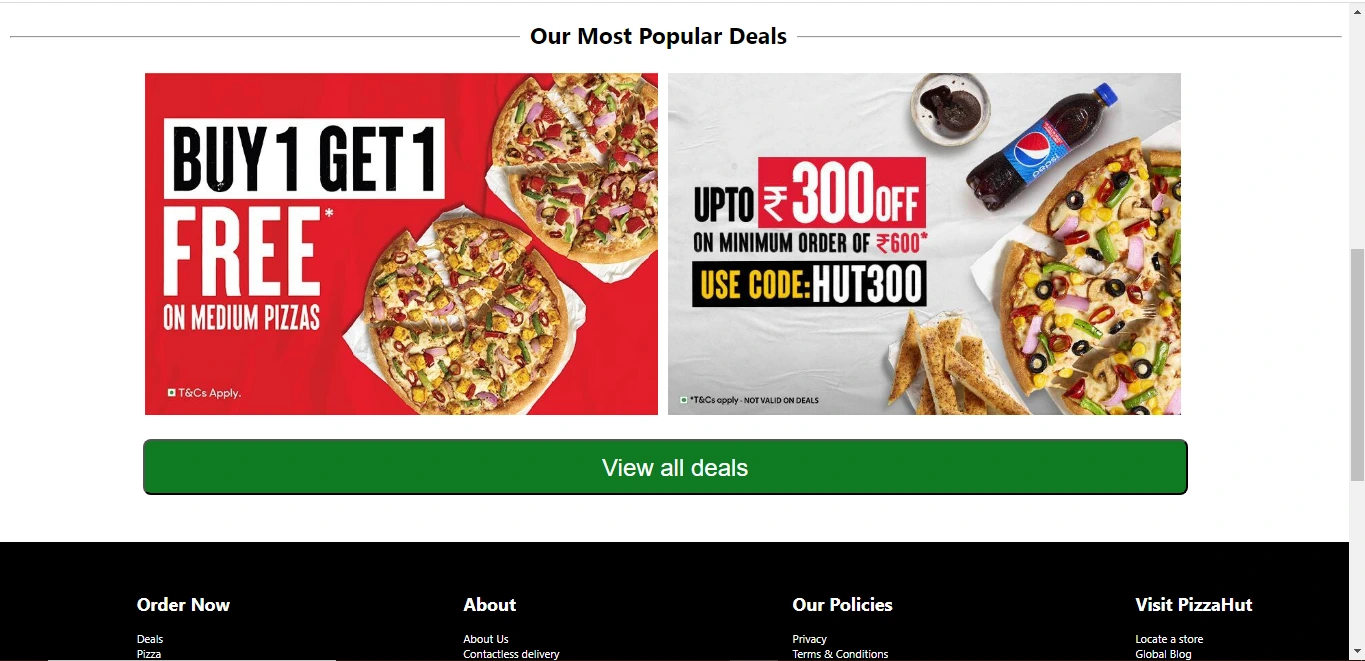 Our Most Popular Deals
BUY 1 GET 1
FREE*
ON MEDIUM PIZZAS
T&Cs Apply.
UPTO ₹300 OFF
ON MINIMUM ORDER OF ₹600*
USE CODE:HUT300
*T&Cs apply - NOT VALID ON DEALS
pepsi
View all deals
Order Now
About
Our Policies
Visit PizzaHut
Deals
About Us
Privacy
Locate a store
Pizza
Contactless delivery
Terms & Conditions
Global Blog